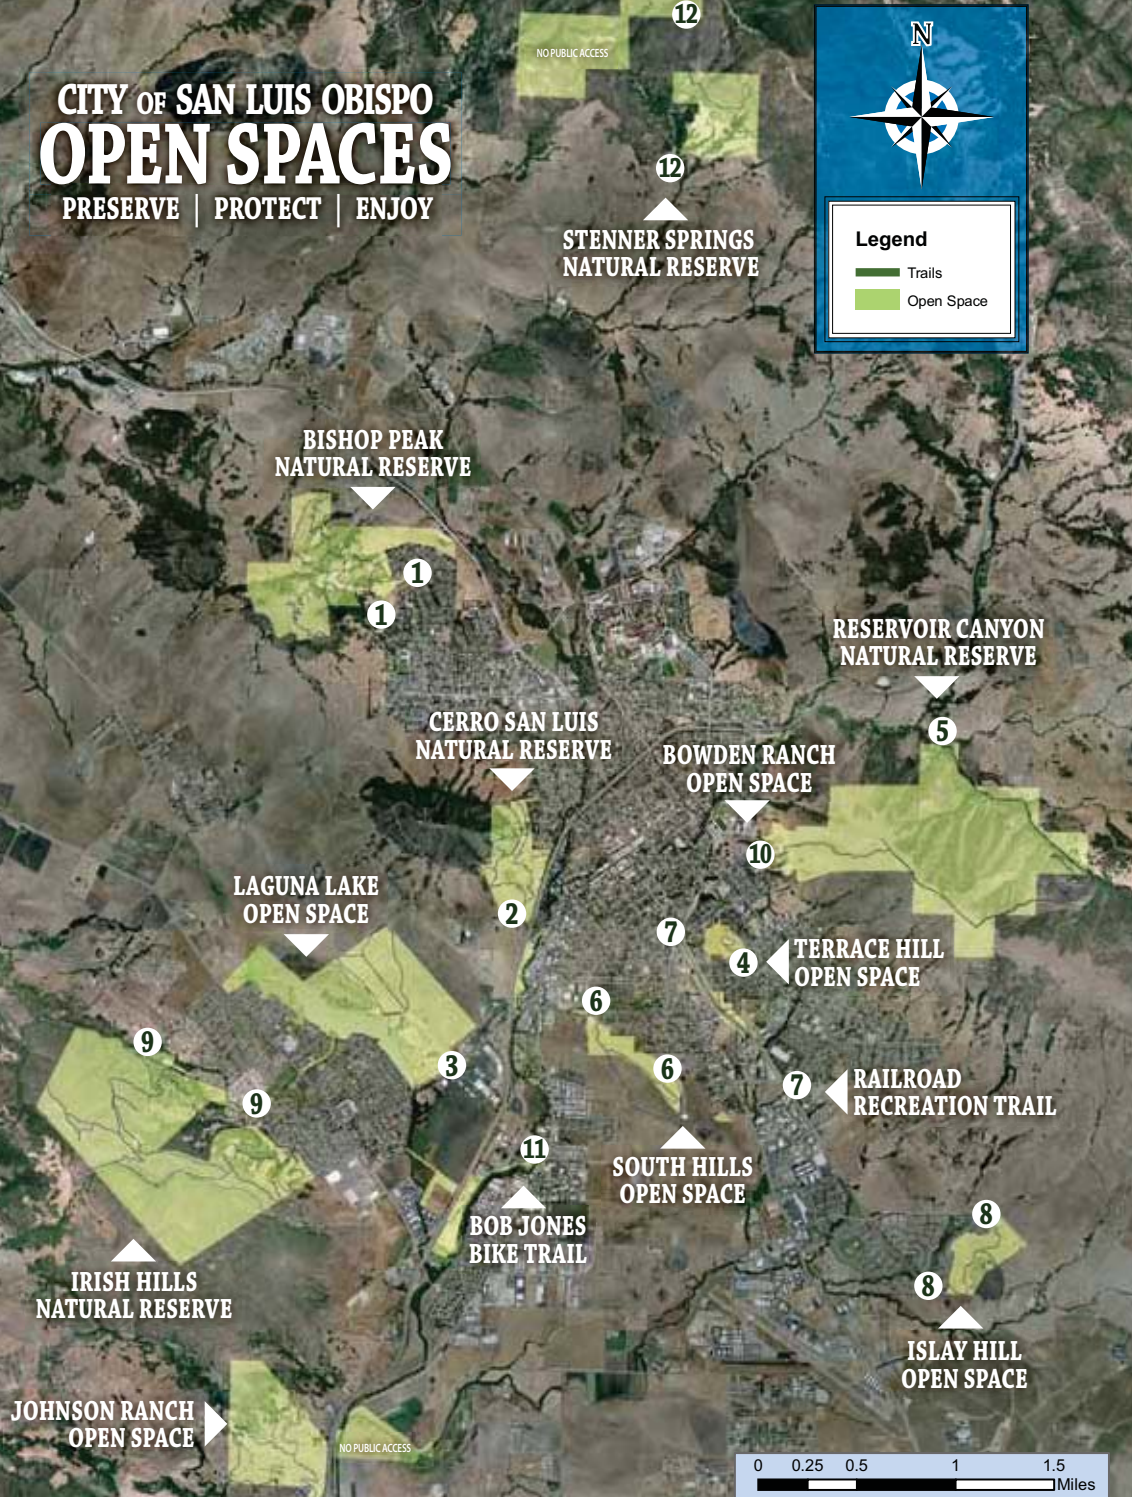 12
NO PUBLIC ACCESS
N
CITY OF SAN LUIS OBISPO
OPEN SPACES
PRESERVE | PROTECT | ENJOY
12
STENNER SPRINGS
NATURAL RESERVE
Legend
Trails
Open Space
BISHOP PEAK
NATURAL RESERVE
1
1
RESERVOIR CANYON
NATURAL RESERVE
5
CERRO SAN LUIS
NATURAL RESERVE
BOWDEN RANCH
OPEN SPACE
10
LAGUNA LAKE
OPEN SPACE
2
7
4
TERRACE HILL
OPEN SPACE
6
9
3
6
7
RAILROAD
RECREATION TRAIL
9
11
SOUTH HILLS
OPEN SPACE
BOB JONES
BIKE TRAIL
8
8
IRISH HILLS
NATURAL RESERVE
ISLAY HILL
OPEN SPACE
JOHNSON RANCH
OPEN SPACE
NO PUBLIC ACCESS
0 0.25 0.5 1 1.5
Miles